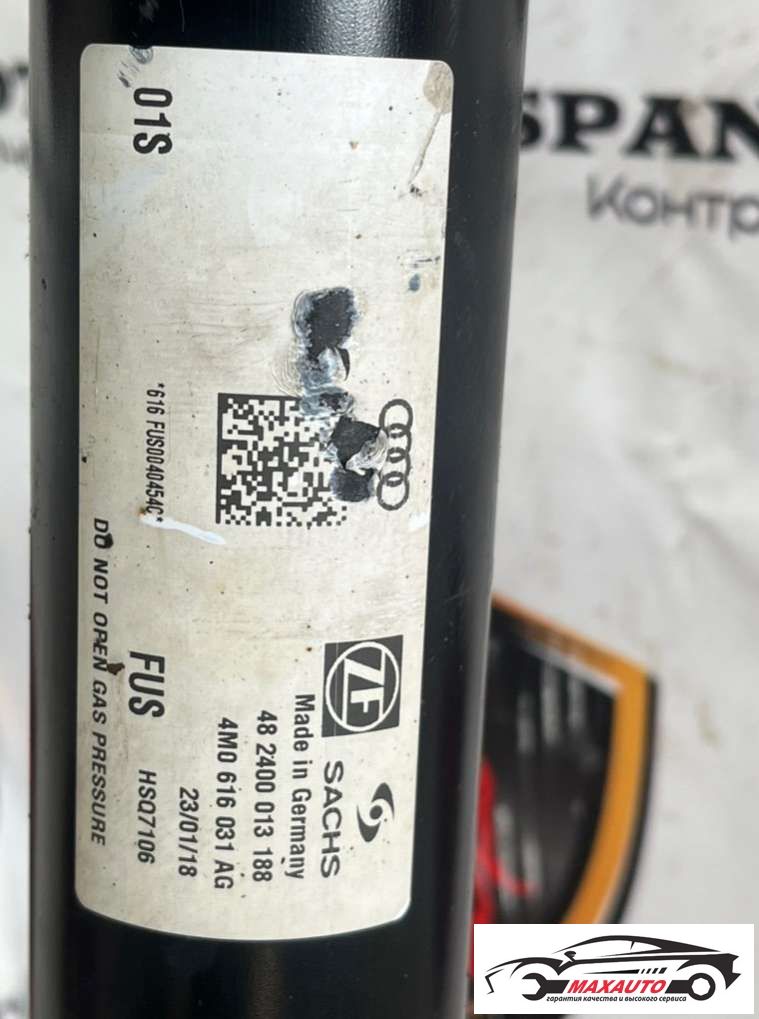 01S
*616 FUS0040454C*
ZF
SACHS
Made in Germany
48 2400 013 188
4M0 616 031 AG
23/01/18
FUS
HSQ7106
DO NOT OPEN GAS PRESSURE
SPAN
Контр
MAXAUTO
гарантия качества и высокого сервиса